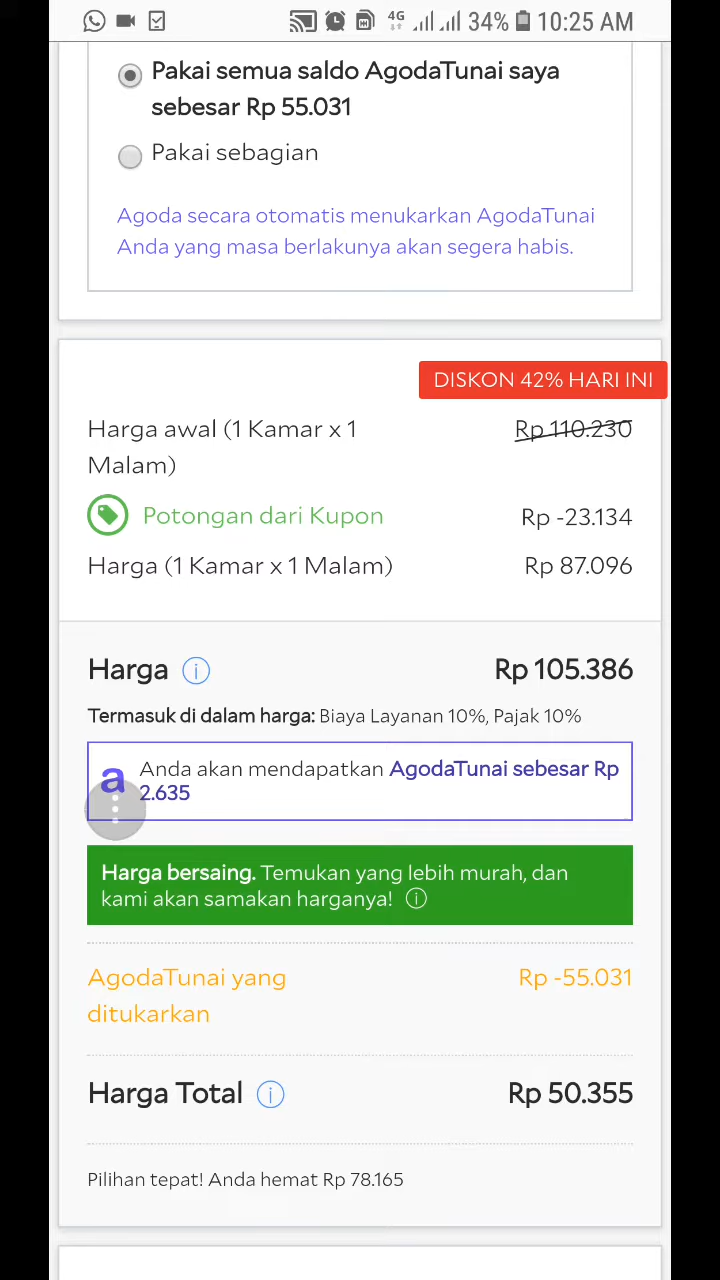 4G 34% 10:25 AM
Pakai semua saldo AgodaTunai saya
sebesar Rp 55.031
Pakai sebagian
Agoda secara otomatis menukarkan AgodaTunai
Anda yang masa berlakunya akan segera habis.
DISKON 42% HARI INI
Harga awal (1 Kamar x 1 Rp 110.230
Malam)
Potongan dari Kupon Rp -23.134
Harga (1 Kamar x 1 Malam) Rp 87.096
Harga Rp 105.386
Termasuk di dalam harga: Biaya Layanan 10%, Pajak 10%
a Anda akan mendapatkan AgodaTunai sebesar Rp
2.635
Harga bersaing. Temukan yang lebih murah, dan
kami akan samakan harganya!
AgodaTunai yang Rp -55.031
ditukarkan
Harga Total Rp 50.355
Pilihan tepat! Anda hemat Rp 78.165